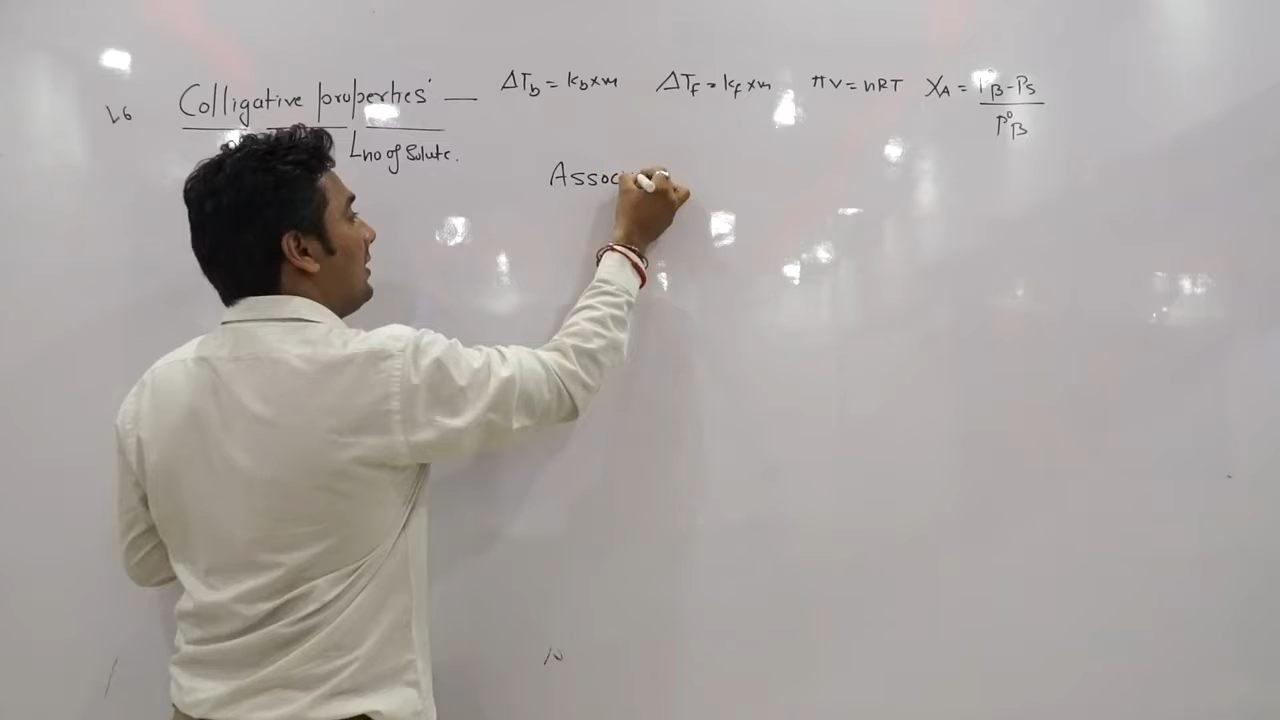 L6 Colligative properties — ΔTb = kb×m ΔTf = kf×m πV = nRT XA = P°B - Ps / P°B
no of Solute.
Assoc